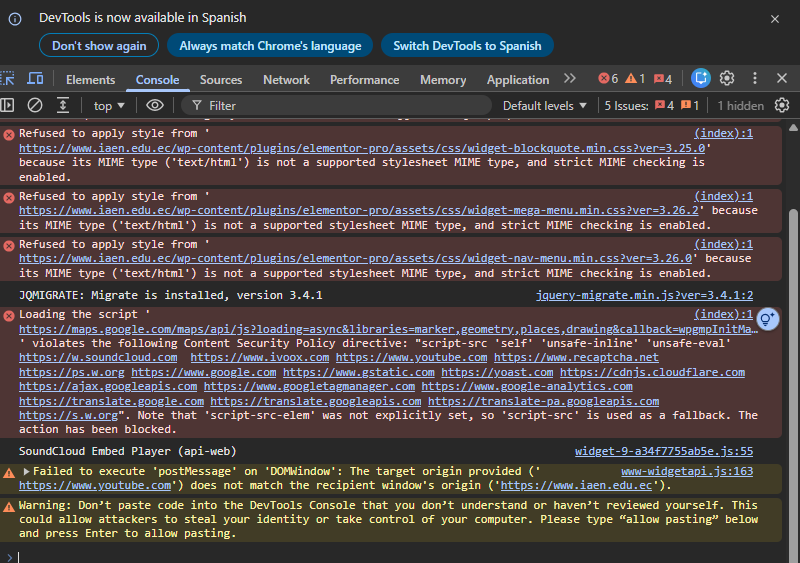 DevTools is now available in Spanish
Don't show again
Always match Chrome's language
Switch DevTools to Spanish
Elements Console Sources Network Performance Memory Application 6 1 4
top Filter Default levels 5 Issues: 4 1 1 hidden
Refused to apply style from ' (index):1
https://www.iaen.edu.ec/wp-content/plugins/elementor-pro/assets/css/widget-blockquote.min.css?ver=3.25.0'
because its MIME type ('text/html') is not a supported stylesheet MIME type, and strict MIME checking is
enabled.
Refused to apply style from ' (index):1
https://www.iaen.edu.ec/wp-content/plugins/elementor-pro/assets/css/widget-mega-menu.min.css?ver=3.26.2' because
its MIME type ('text/html') is not a supported stylesheet MIME type, and strict MIME checking is enabled.
Refused to apply style from ' (index):1
https://www.iaen.edu.ec/wp-content/plugins/elementor-pro/assets/css/widget-nav-menu.min.css?ver=3.26.0' because
its MIME type ('text/html') is not a supported stylesheet MIME type, and strict MIME checking is enabled.
JQMIGRATE: Migrate is installed, version 3.4.1 jquery-migrate.min.js?ver=3.4.1:2
Loading the script ' (index):1
https://maps.google.com/maps/api/js?loading=async&libraries=marker,geometry,places,drawing&callback=wpgmpInitMa…
' violates the following Content Security Policy directive: "script-src 'self' 'unsafe-inline' 'unsafe-eval'
https://w.soundcloud.com https://www.ivoox.com https://www.youtube.com https://www.recaptcha.net
https://ps.w.org https://www.google.com https://www.gstatic.com https://yoast.com https://cdnjs.cloudflare.com
https://ajax.googleapis.com https://www.googletagmanager.com https://www.google-analytics.com
https://translate.google.com https://translate.googleapis.com https://translate-pa.googleapis.com
https://s.w.org". Note that 'script-src-elem' was not explicitly set, so 'script-src' is used as a fallback. The
action has been blocked.
SoundCloud Embed Player (api-web) widget-9-a34f7755ab5e.js:55
Failed to execute 'postMessage' on 'DOMWindow': The target origin provided (' www-widgetapi.js:163
https://www.youtube.com') does not match the recipient window's origin ('https://www.iaen.edu.ec').
Warning: Don’t paste code into the DevTools Console that you don’t understand or haven’t reviewed yourself. This
could allow attackers to steal your identity or take control of your computer. Please type “allow pasting” below
and press Enter to allow pasting.